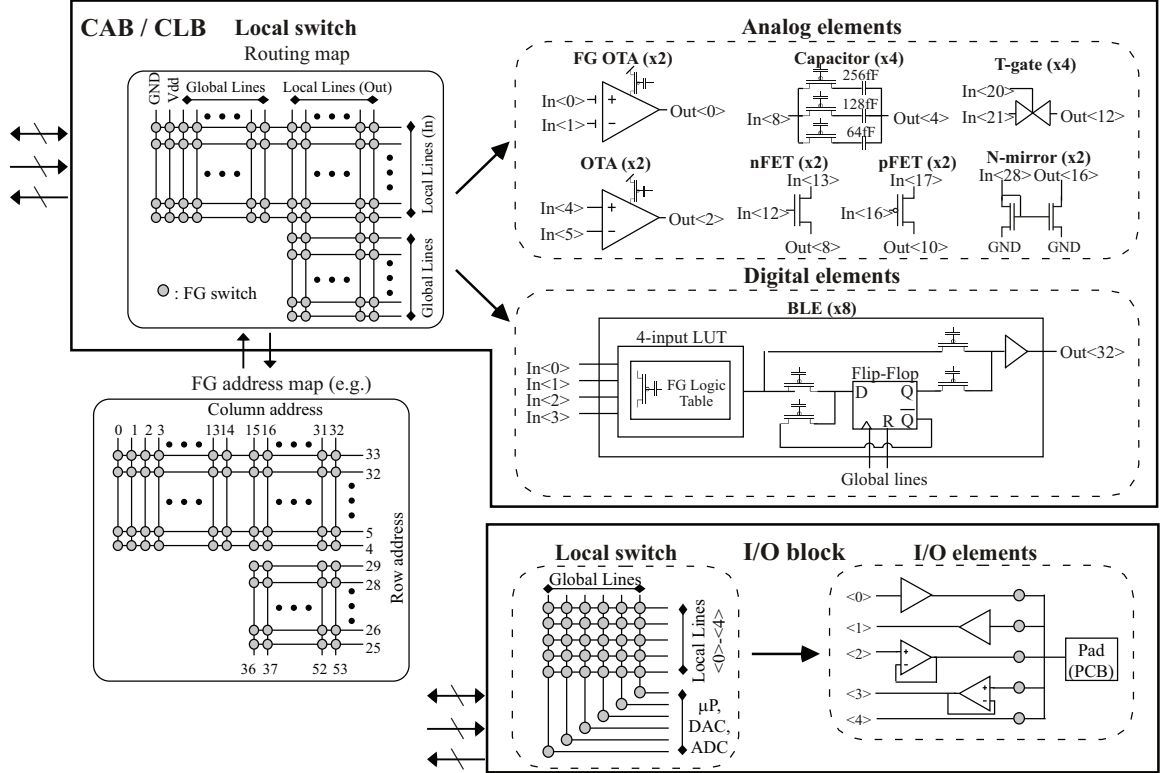 CAB / CLB
Local switch
Routing map
GND
Vdd
Global Lines
Local Lines (Out)
Local Lines (In)
Global Lines
: FG switch
Analog elements
FG OTA (x2)
In<0>
In<1>
Out<0>
Capacitor (x4)
256fF
128fF
64fF
In<8>
Out<4>
T-gate (x4)
In<20>
In<21>
Out<12>
OTA (x2)
In<4>
In<5>
Out<2>
nFET (x2)
In<13>
In<12>
Out<8>
pFET (x2)
In<17>
In<16>
Out<10>
N-mirror (x2)
In<28> Out<16>
GND GND
Digital elements
BLE (x8)
4-input LUT
In<0>
In<1>
In<2>
In<3>
FG Logic
Table
Flip-Flop
D Q
R Q
Out<32>
Global lines
FG address map (e.g.)
Column address
0 1 2 3 13 14 15 16 31 32
33
32
5
4
29
28
26
25
Row address
36 37 52 53
Local switch
Global Lines
Local Lines
<0>-<4>
µP,
DAC,
ADC
I/O block
I/O elements
<0>
<1>
<2>
<3>
<4>
Pad
(PCB)